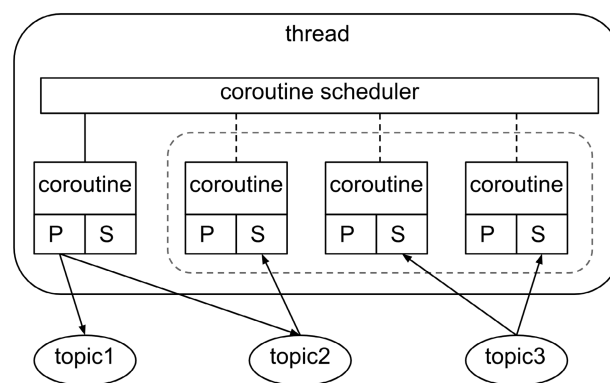 thread
coroutine scheduler
coroutine coroutine coroutine coroutine
P S P S P S P S
topic1 topic2 topic3